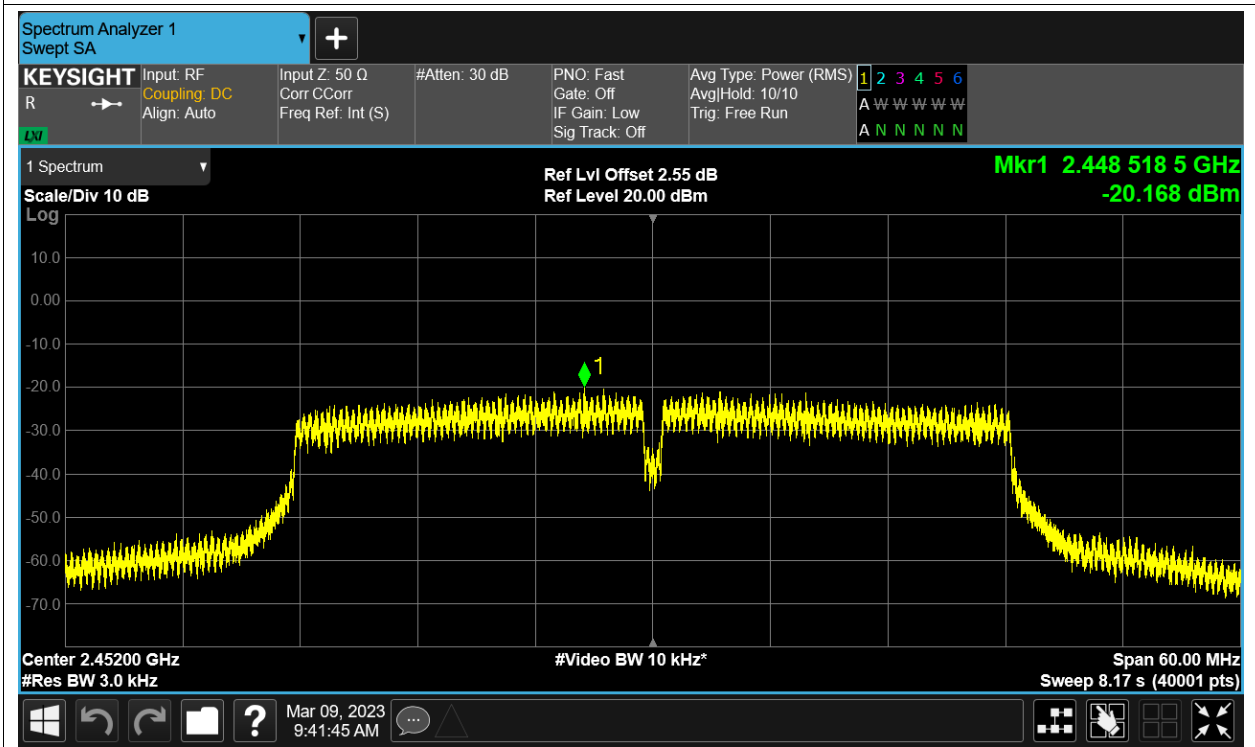 Spectrum Analyzer 1
Swept SA
+
KEYSIGHT
R
LXI
Input: RF
Coupling: DC
Align: Auto
Input Z: 50 Ω
Corr CCorr
Freq Ref: Int (S)
#Atten: 30 dB
PNO: Fast
Gate: Off
IF Gain: Low
Sig Track: Off
Avg Type: Power (RMS)
Avg|Hold: 10/10
Trig: Free Run
1 2 3 4 5 6
A W W W W W
A N N N N N
1 Spectrum
Scale/Div 10 dB
Log
Ref Lvl Offset 2.55 dB
Ref Level 20.00 dBm
Mkr1 2.448 518 5 GHz
-20.168 dBm
10.0
0.00
-10.0
-20.0
-30.0
-40.0
-50.0
-60.0
-70.0
1
Center 2.45200 GHz
#Res BW 3.0 kHz
#Video BW 10 kHz*
Span 60.00 MHz
Sweep 8.17 s (40001 pts)
?
Mar 09, 2023
9:41:45 AM